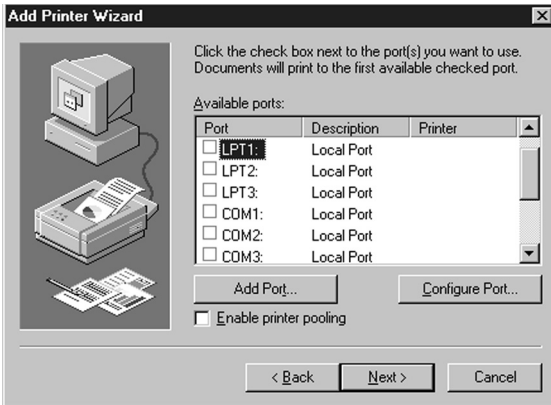 Add Printer Wizard
Click the check box next to the port(s) you want to use.
Documents will print to the first available checked port.
Available ports:
Port Description Printer
LPT1: Local Port
LPT2: Local Port
LPT3: Local Port
COM1: Local Port
COM2: Local Port
COM3: Local Port
Add Port... Configure Port...
Enable printer pooling
< Back Next > Cancel